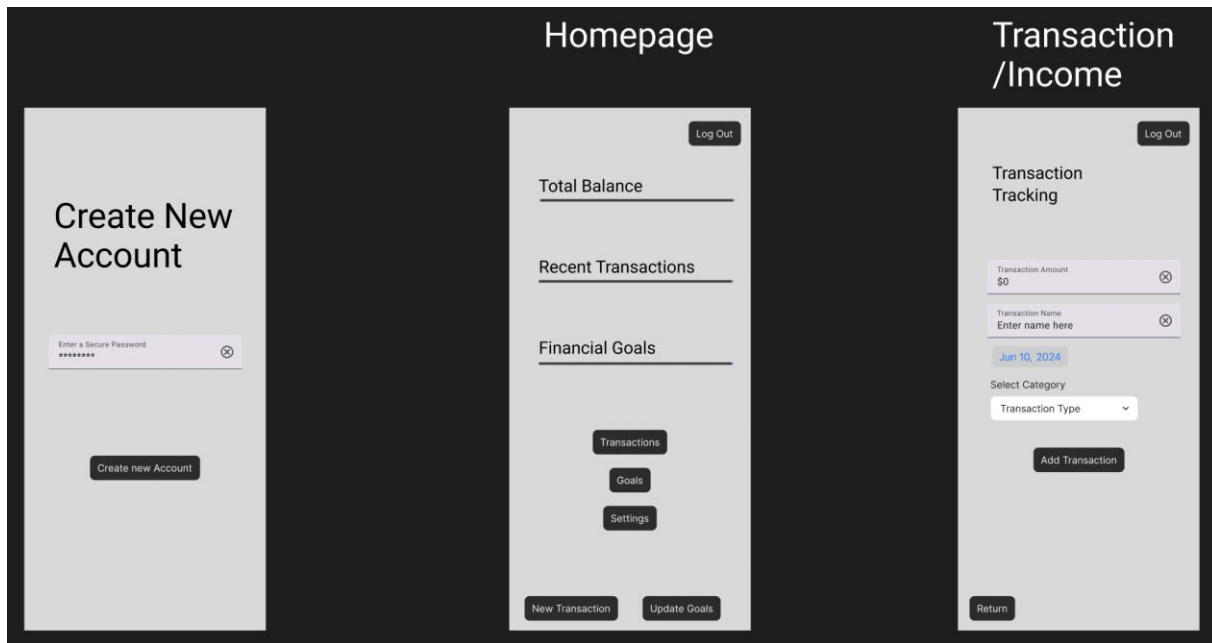 Homepage
Transaction
/Income
Create New
Account
Enter a Secure Password
********
Create new Account
Log Out
Total Balance
Recent Transactions
Financial Goals
Transactions
Goals
Settings
New Transaction
Update Goals
Log Out
Transaction
Tracking
Transaction Amount
$0
Transaction Name
Enter name here
Jun 10, 2024
Select Category
Transaction Type
Add Transaction
Return